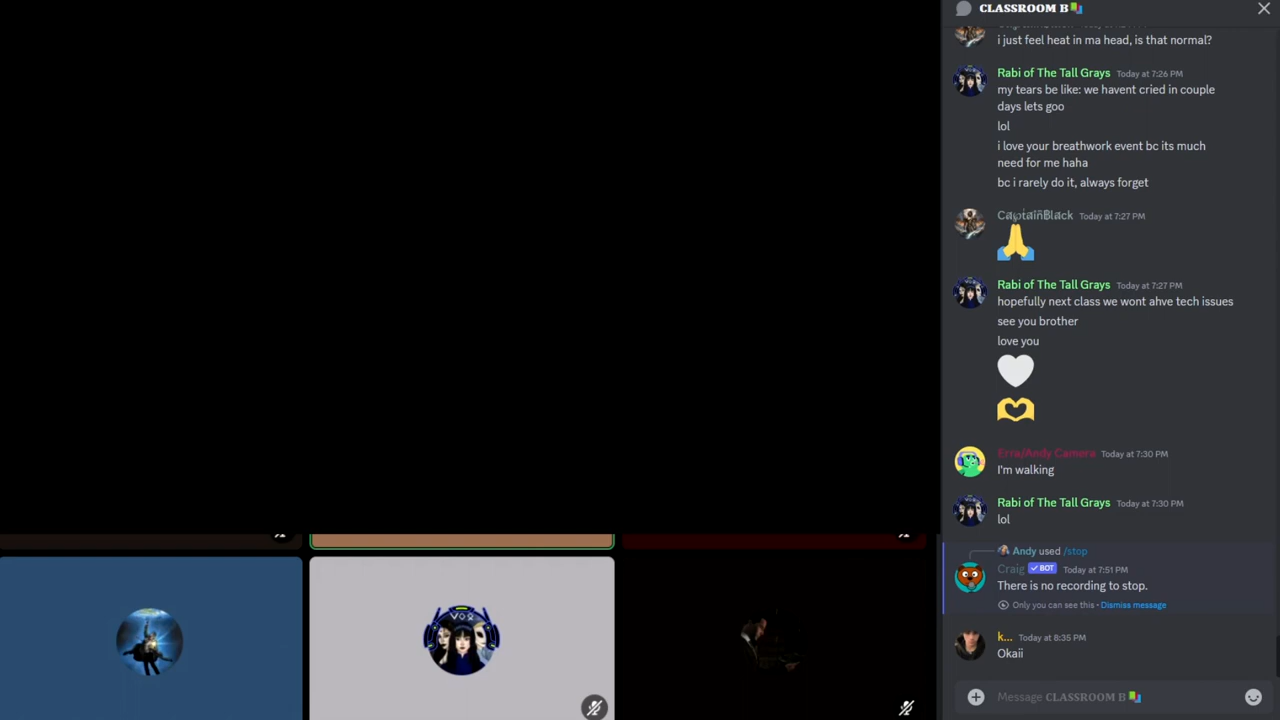 CLASSROOM B
i just feel heat in ma head, is that normal?
Rabi of The Tall Grays Today at 7:26 PM
my tears be like: we havent cried in couple
days lets goo
lol
i love your breathwork event bc its much
need for me haha
bc i rarely do it, always forget
CaptainBlack Today at 7:27 PM
Rabi of The Tall Grays Today at 7:27 PM
hopefully next class we wont ahve tech issues
see you brother
love you
Erra/Andy Camera Today at 7:30 PM
I'm walking
Rabi of The Tall Grays Today at 7:30 PM
lol
Andy used /stop
Craig BOT Today at 7:51 PM
There is no recording to stop.
Only you can see this • Dismiss message
k... Today at 8:35 PM
Okaii
Message CLASSROOM B
VOX